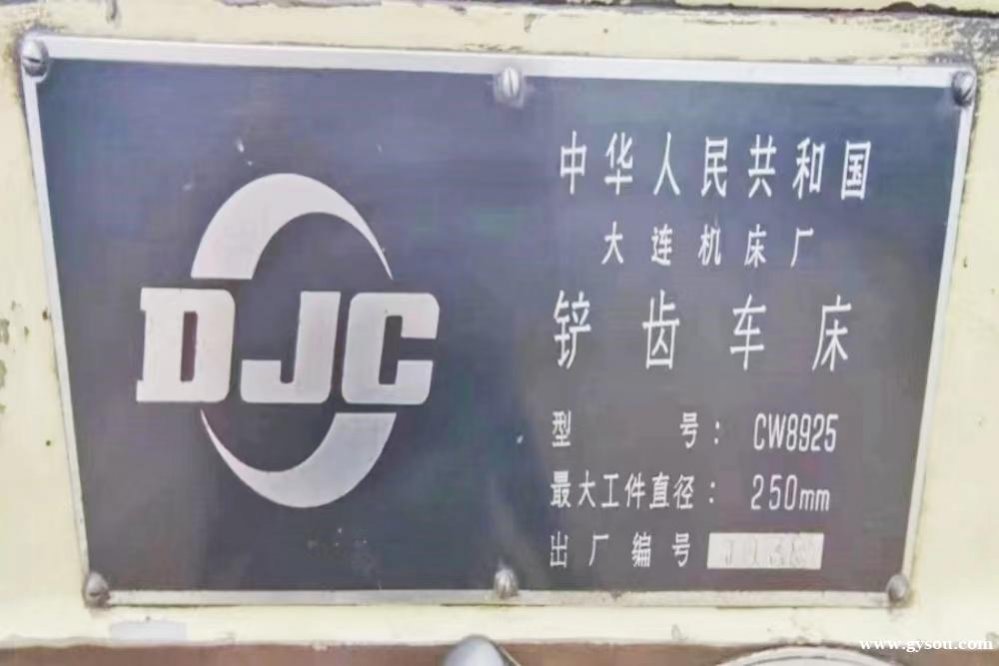 DJC
中华人民共和国
大连机床厂
铲齿车床
型号：CW8925
最大工件直径：250mm
出厂编号
www.gysou.com